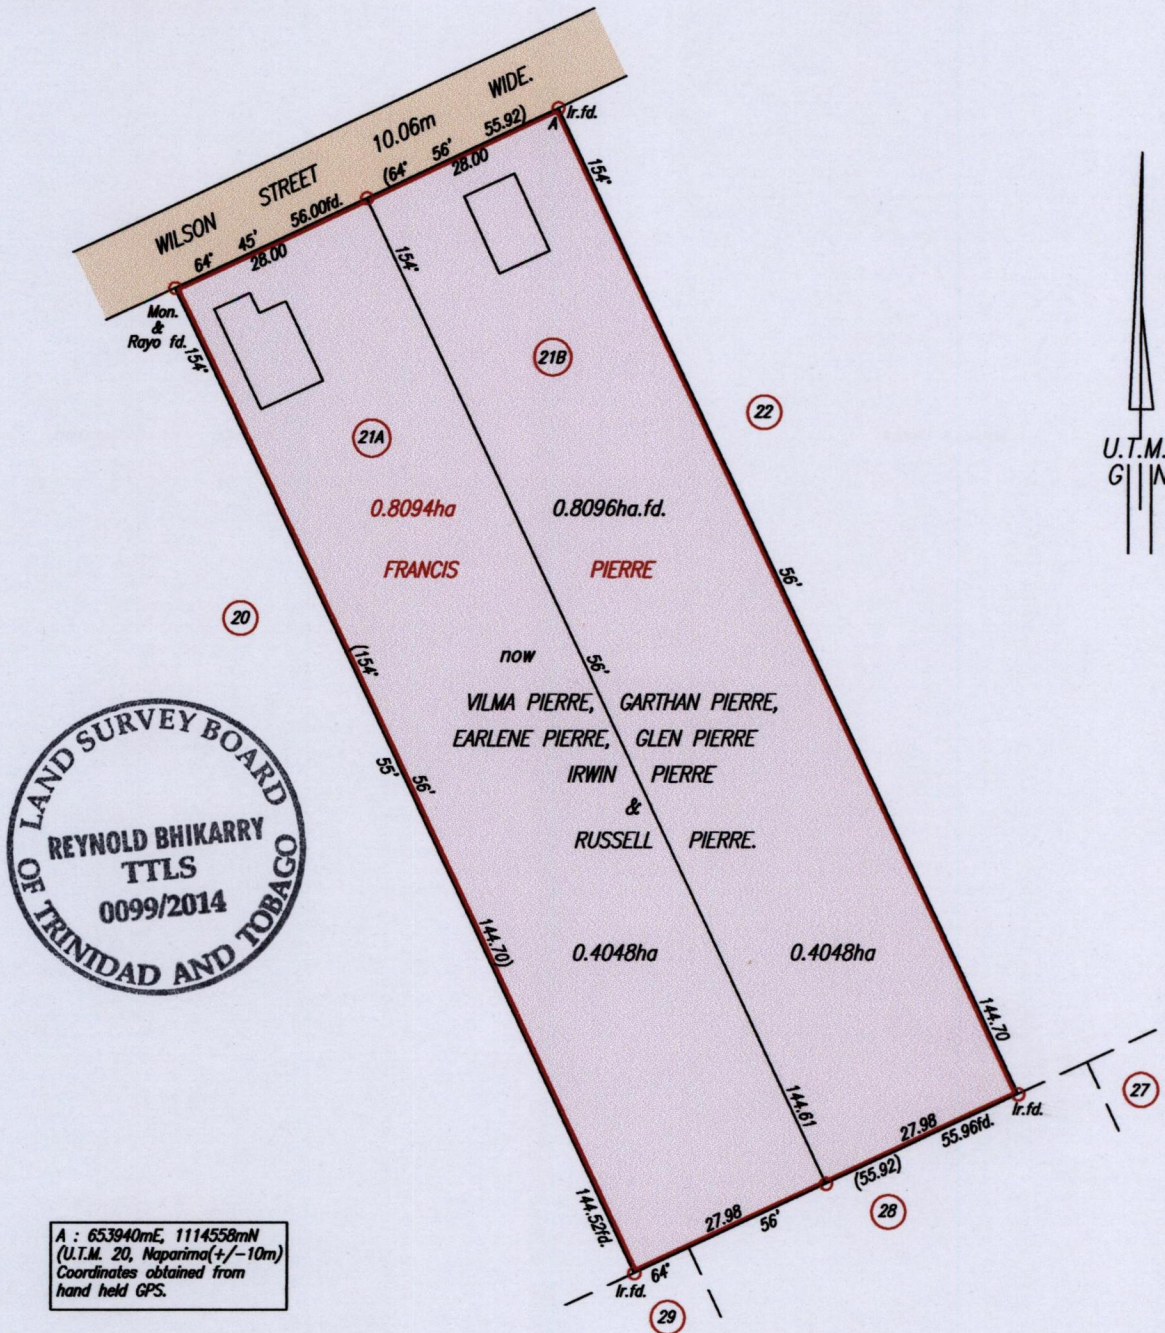 WILSON STREET 10.06m WIDE.
64° 45' 56.00fd.
28.00
(64° 56' 55.92)
28.00
A
Ir.fd.
Mon.
&
Rayo fd.
154°
154°
154°
21B
22
21A
U.T.M.
G N
0.8094ha
0.8096ha.fd.
FRANCIS PIERRE
56'
20
now
56'
(154°
VILMA PIERRE, GARTHAN PIERRE,
EARLENE PIERRE, GLEN PIERRE
IRWIN PIERRE
&
RUSSELL PIERRE.
55'
56'
LAND SURVEY BOARD
REYNOLD BHIKARRY
TTLS
0099/2014
OF TRINIDAD AND TOBAGO
144.70)
0.4048ha
0.4048ha
144.70
144.61
27
Ir.fd.
27.98
55.96fd.
(55.92)
28
27.98
56'
144.52fd.
64°
Ir.fd.
29
A : 653940mE, 1114558mN
(U.T.M. 20, Naparima(+/-10m)
Coordinates obtained from
hand held GPS.